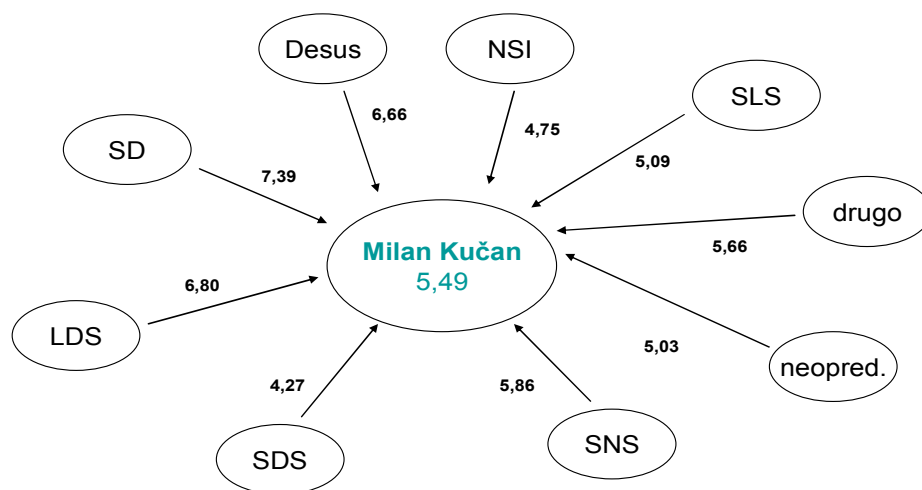 Desus
NSI
SLS
6,66
4,75
SD
5,09
7,39
drugo
Milan Kučan
5,66
5,49
6,80
LDS
5,03
neopred.
4,27
5,86
SDS
SNS